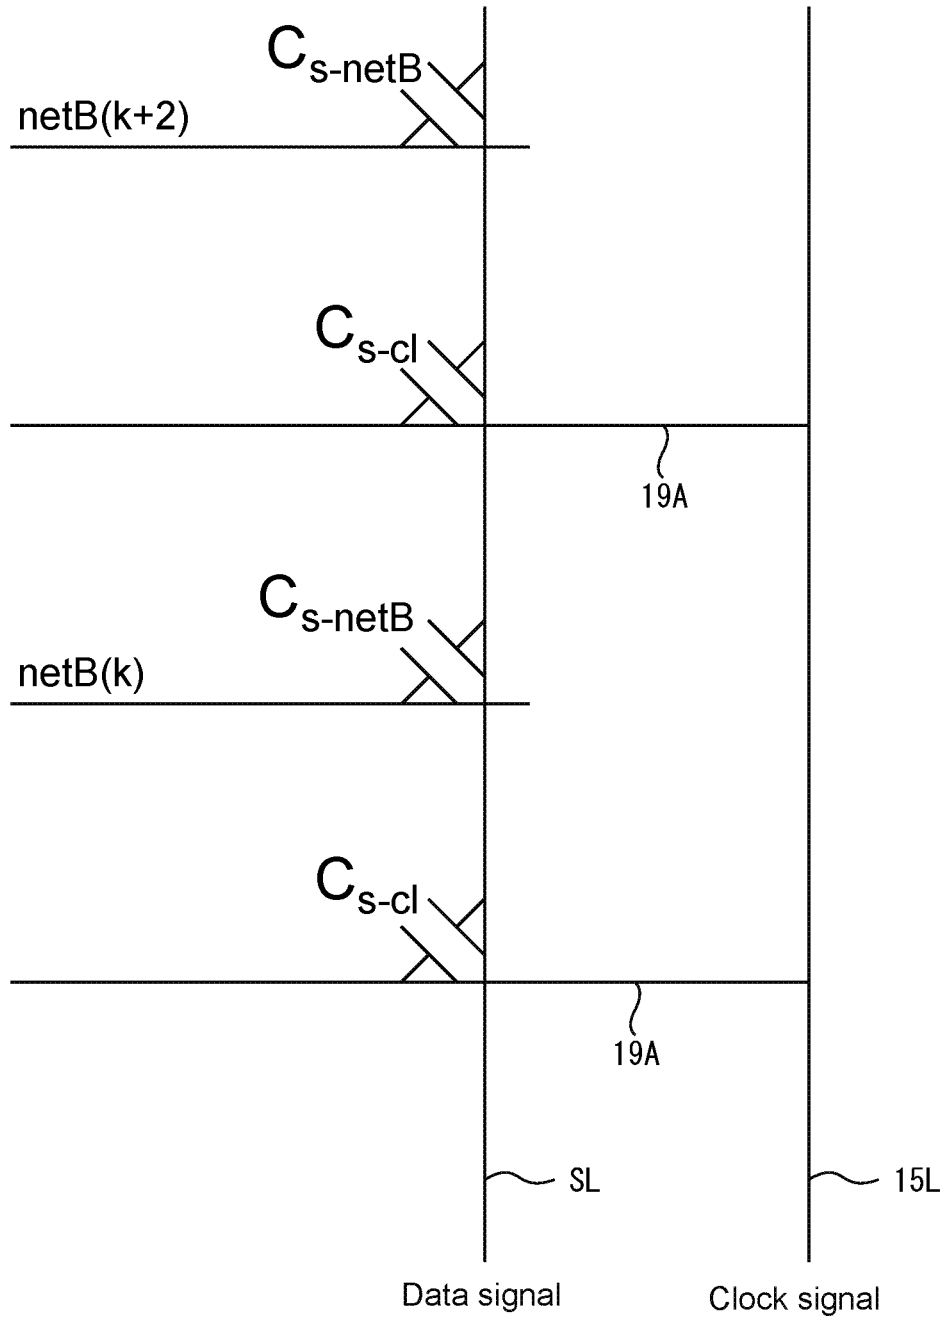 Cs-netB
netB(k+2)
Cs-cl
19A
Cs-netB
netB(k)
Cs-cl
19A
SL
15L
Data signal
Clock signal